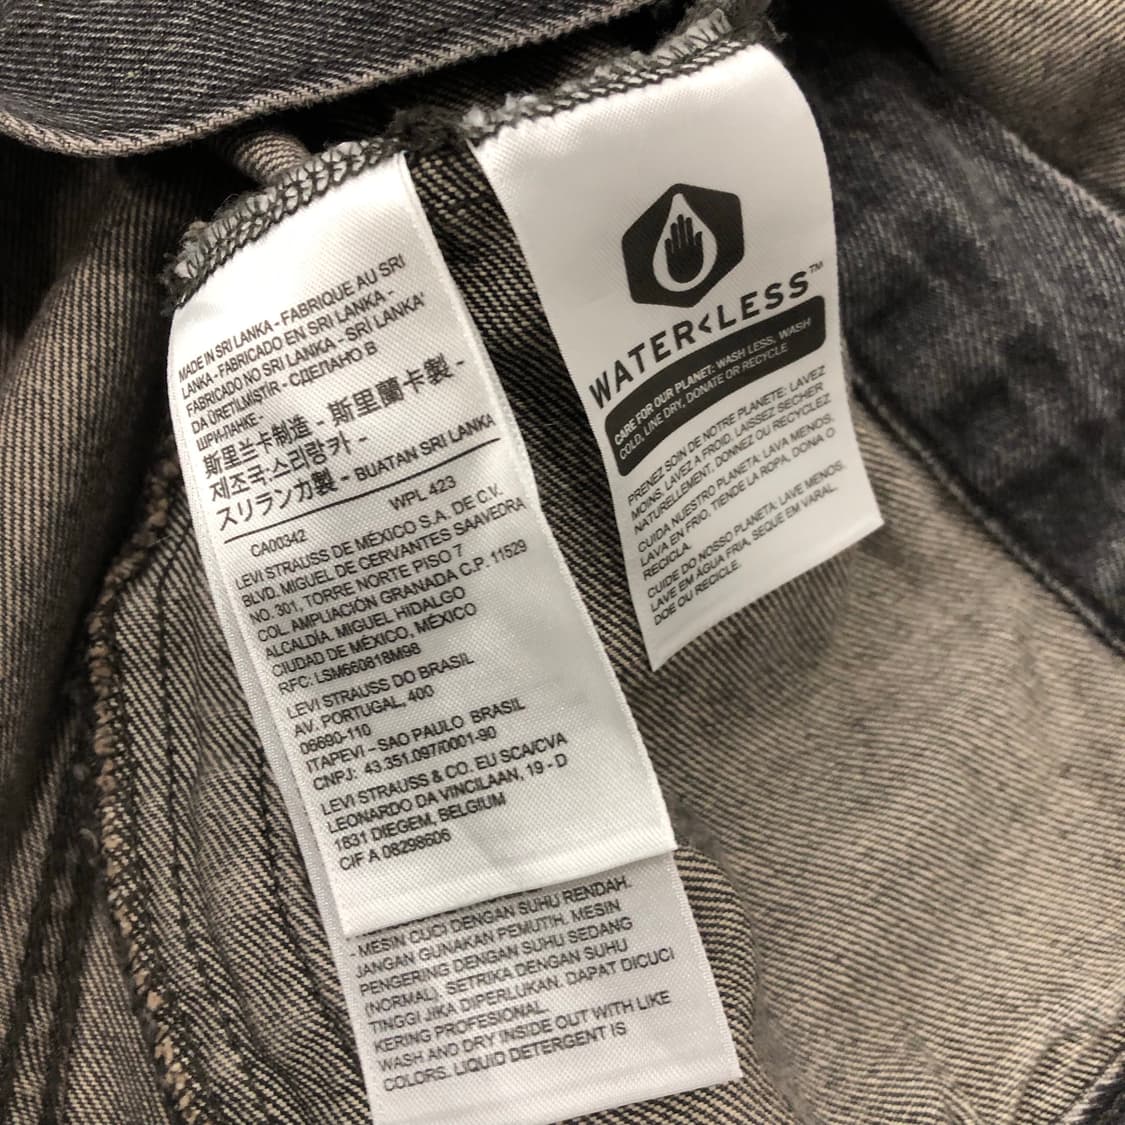 MADE IN SRI LANKA - FABRIQUE AU SRI
LANKA - FABRICADO EN SRI LANKA -
FABRICADO NO SRI LANKA - SRİ LANKA'
DA ÜRETİLMİŞTİR - СДЕЛАНО В
ШРИ-ЛАНКЕ -
斯里兰卡制造 - 斯里蘭卡製 -
제조국:스리랑카 -
スリランカ製 - BUATAN SRI LANKA
CA00342 WPL 423
LEVI STRAUSS DE MÉXICO S.A. DE C.V.
BLVD. MIGUEL DE CERVANTES SAAVEDRA
NO. 301, TORRE NORTE PISO 7
COL. AMPLIACION GRANADA C.P. 11529
ALCALDÍA. MIGUEL HIDALGO
CIUDAD DE MÉXICO, MÉXICO
RFC: LSM660818M98
LEVI STRAUSS DO BRASIL
AV. PORTUGAL, 400
06690-110
ITAPEVI – SAO PAULO BRASIL
CNPJ: 43.351.097/0001-90
LEVI STRAUSS & CO. EU SCA/CVA
LEONARDO DA VINCILAAN, 19 - D
1831 DIEGEM, BELGIUM
CIF A 08298606
- MESIN CUCI DENGAN SUHU RENDAH.
JANGAN GUNAKAN PEMUTIH. MESIN
PENGERING DENGAN SUHU SEDANG
(NORMAL). SETRIKA DENGAN SUHU
TINGGI JIKA DIPERLUKAN. DAPAT DICUCI
KERING PROFESIONAL.
WASH AND DRY INSIDE OUT WITH LIKE
COLORS. LIQUID DETERGENT IS
WATER<LESS™
CARE FOR OUR PLANET: WASH LESS, WASH
COLD, LINE DRY, DONATE OR RECYCLE
PRENEZ SOIN DE NOTRE PLANETE: LAVEZ
MOINS, LAVEZ A FROID, LAISSEZ SECHER
NATURELLEMENT, DONNEZ OU RECYCLEZ
CUIDA NUESTRO PLANETA: LAVA MENOS,
LAVA EN FRIO, TIENDE LA ROPA, DONA O
RECICLA.
CUIDE DO NOSSO PLANETA: LAVE MENOS,
LAVE EM ÁGUA FRIA, SEQUE EM VARAL,
DOE OU RECICLE.